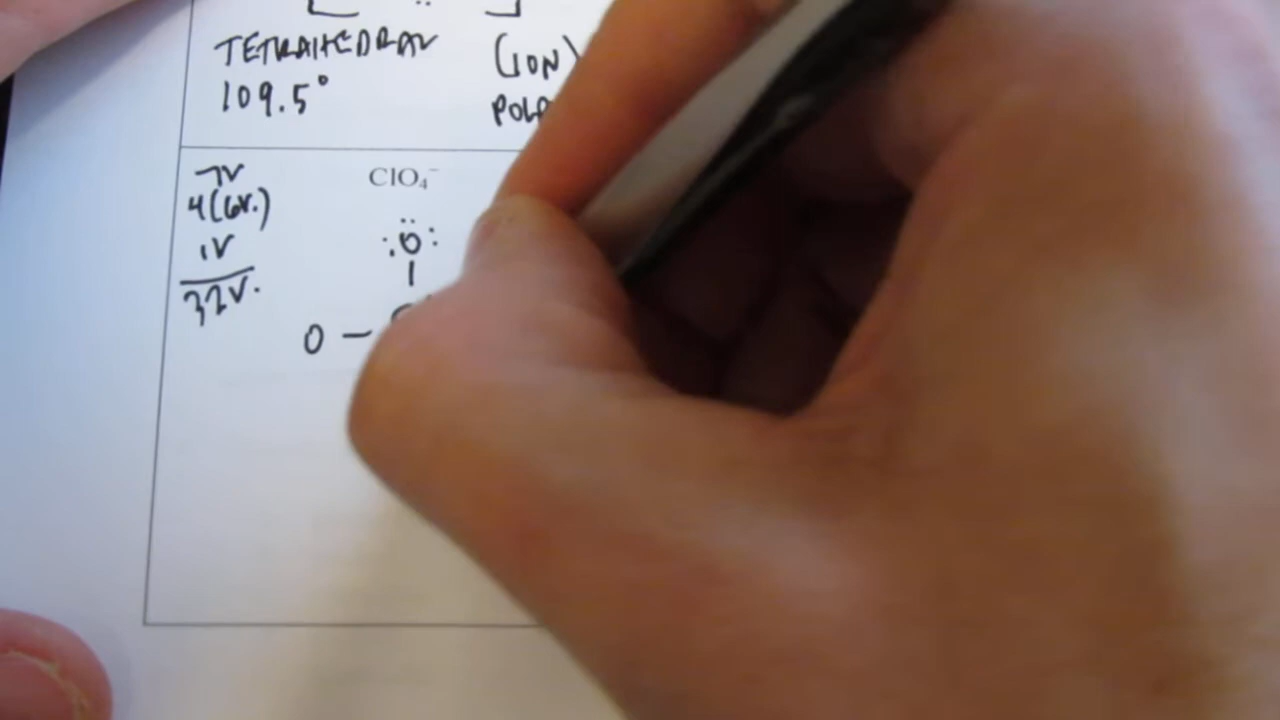 TETRAHEDRAL (ION)
109.5°
7V
ClO₄⁻
4(6V.)
1V
:Ö:
32V.
O —